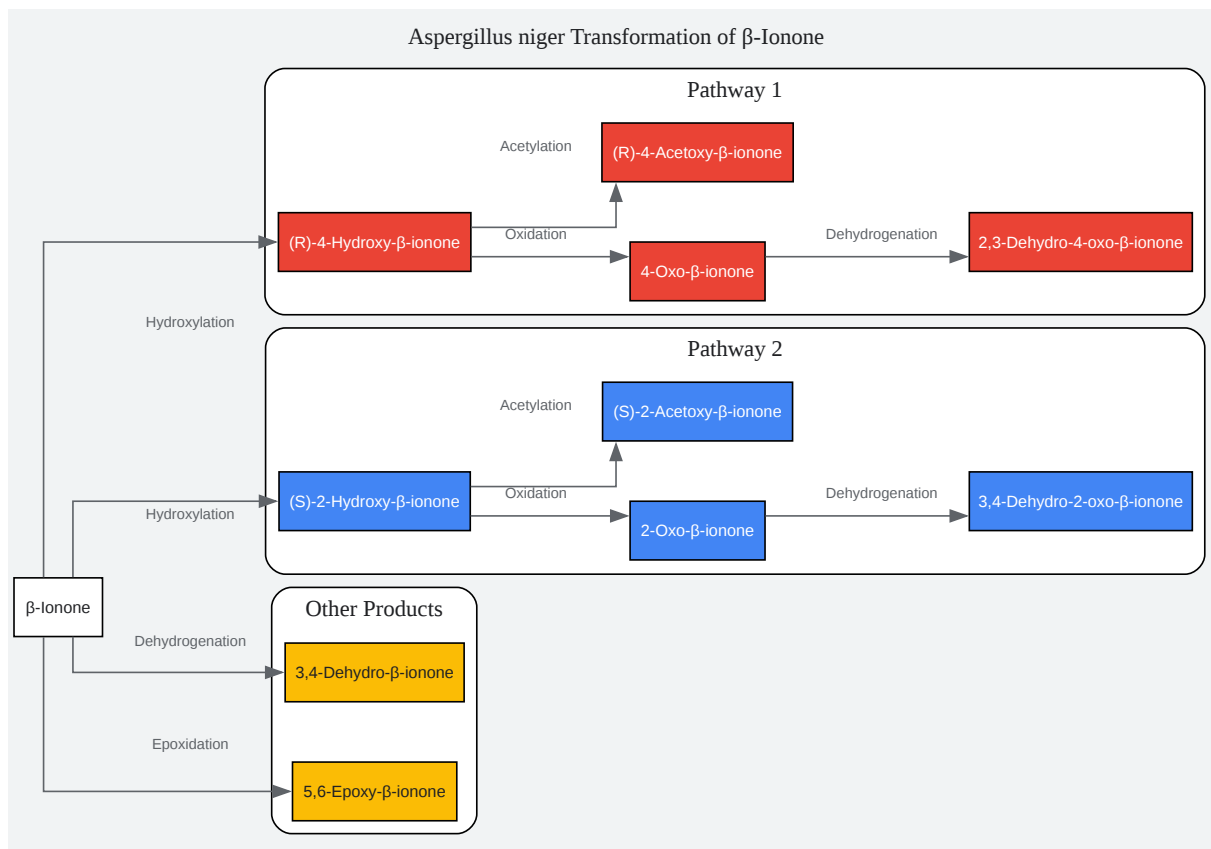 Aspergillus niger Transformation of β-Ionone
Pathway 1
Acetylation
(R)-4-Acetoxy-β-ionone
(R)-4-Hydroxy-β-ionone
Oxidation
4-Oxo-β-ionone
Dehydrogenation
2,3-Dehydro-4-oxo-β-ionone
Hydroxylation
Pathway 2
Acetylation
(S)-2-Acetoxy-β-ionone
Hydroxylation
(S)-2-Hydroxy-β-ionone
Oxidation
2-Oxo-β-ionone
Dehydrogenation
3,4-Dehydro-2-oxo-β-ionone
β-Ionone
Other Products
Dehydrogenation
3,4-Dehydro-β-ionone
Epoxidation
5,6-Epoxy-β-ionone